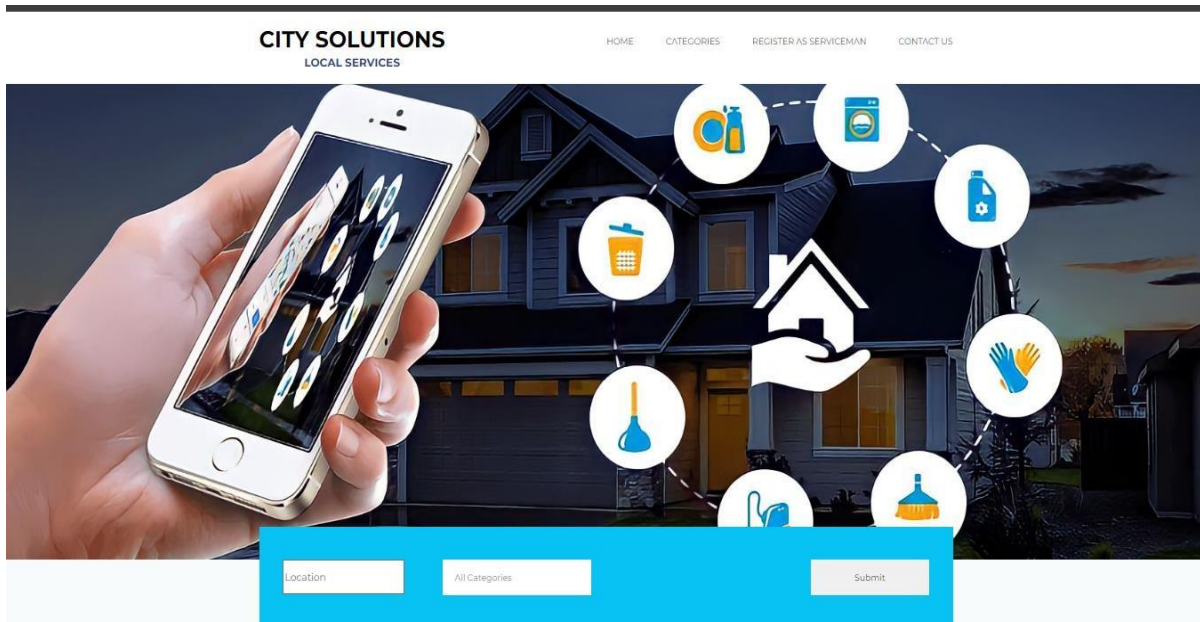 CITY SOLUTIONS
LOCAL SERVICES
HOME CATEGORIES REGISTER AS SERVICEMAN CONTACT US
Location All Categories Submit